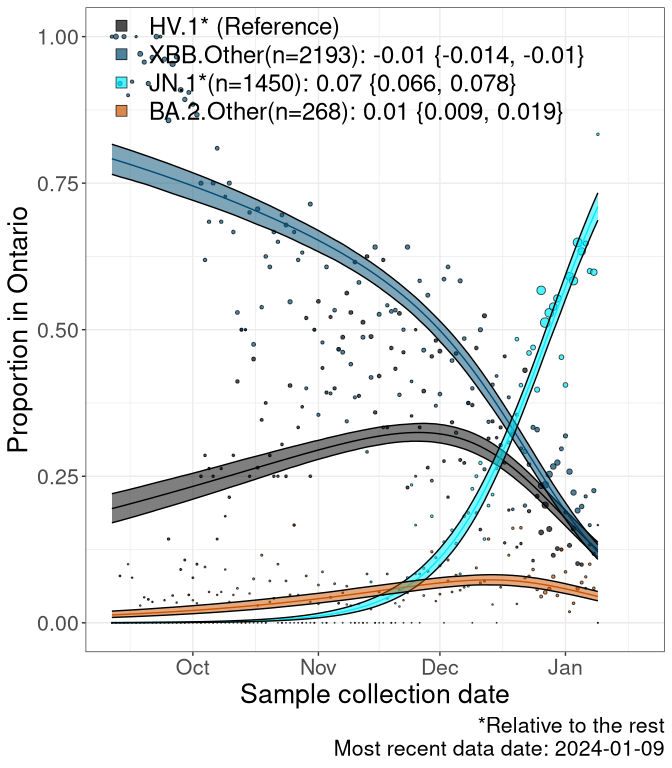 HV.1* (Reference)
XBB.Other(n=2193): -0.01 {-0.014, -0.01}
JN.1*(n=1450): 0.07 {0.066, 0.078}
BA.2.Other(n=268): 0.01 {0.009, 0.019}
1.00
0.75
0.50
0.25
0.00
Proportion in Ontario
Oct Nov Dec Jan
Sample collection date
*Relative to the rest
Most recent data date: 2024-01-09